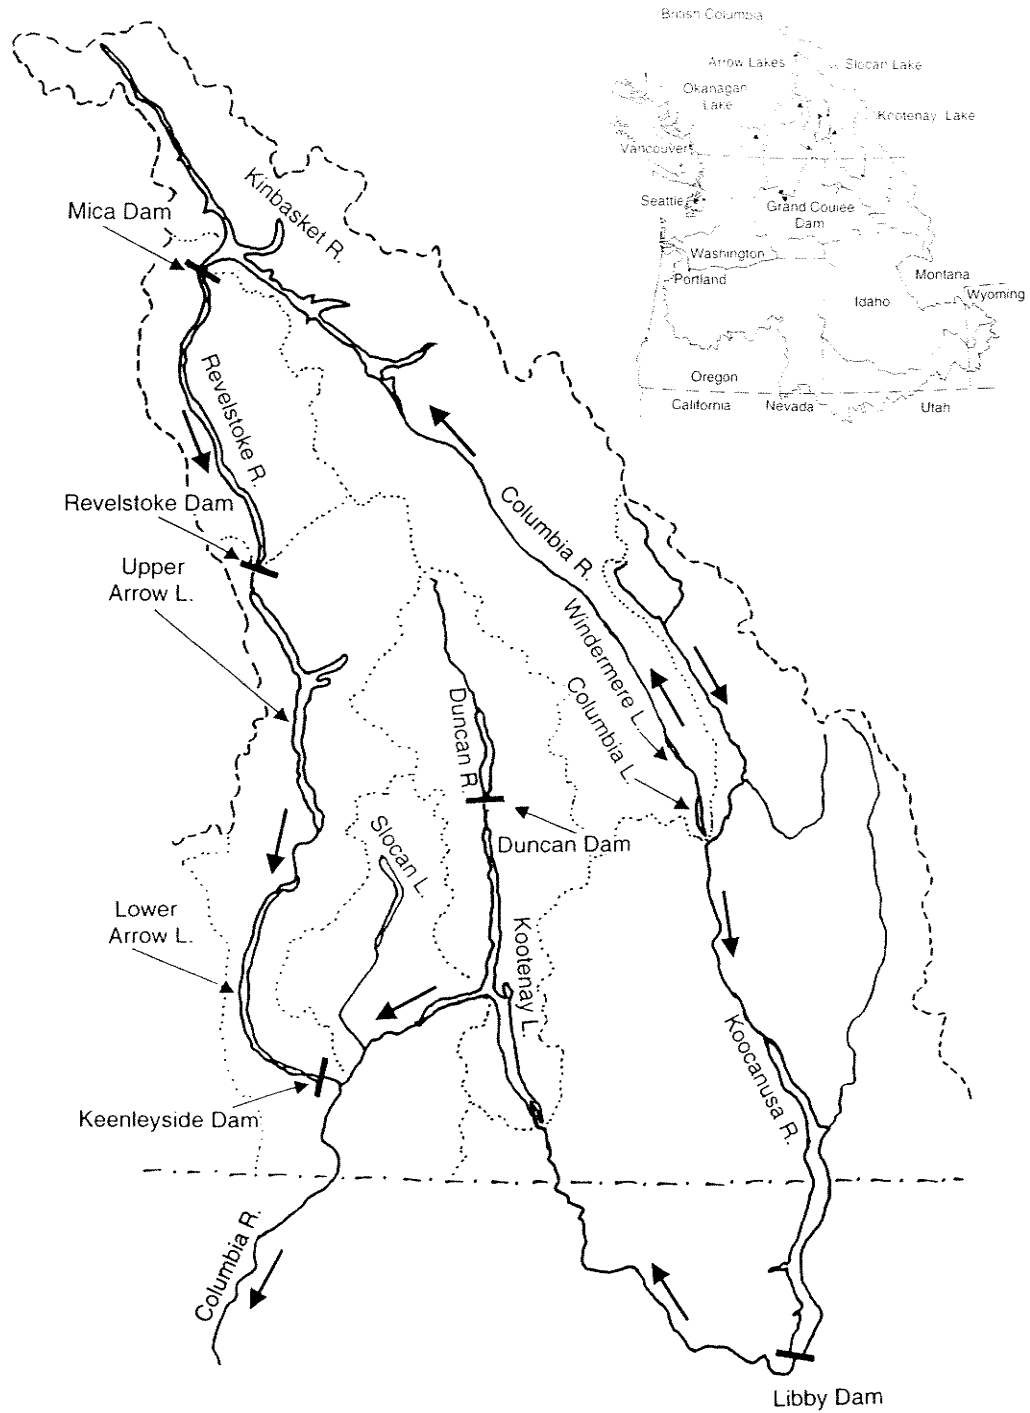 British Columbia
Arrow Lakes
Slocan Lake
Okanagan
Lake
Kootenay Lake
Vancouver
Seattle
Grand Coulee
Dam
Washington
Portland
Montana
Wyoming
Idaho
Oregon
California
Nevada
Utah
Mica Dam
Kinbasket R.
Revelstoke R.
Revelstoke Dam
Columbia R.
Upper
Arrow L.
Windermere L.
Columbia L.
Duncan R.
Slocan L.
Duncan Dam
Lower
Arrow L.
Kootenay L.
Koocanusa R.
Keenleyside Dam
Columbia R.
Libby Dam